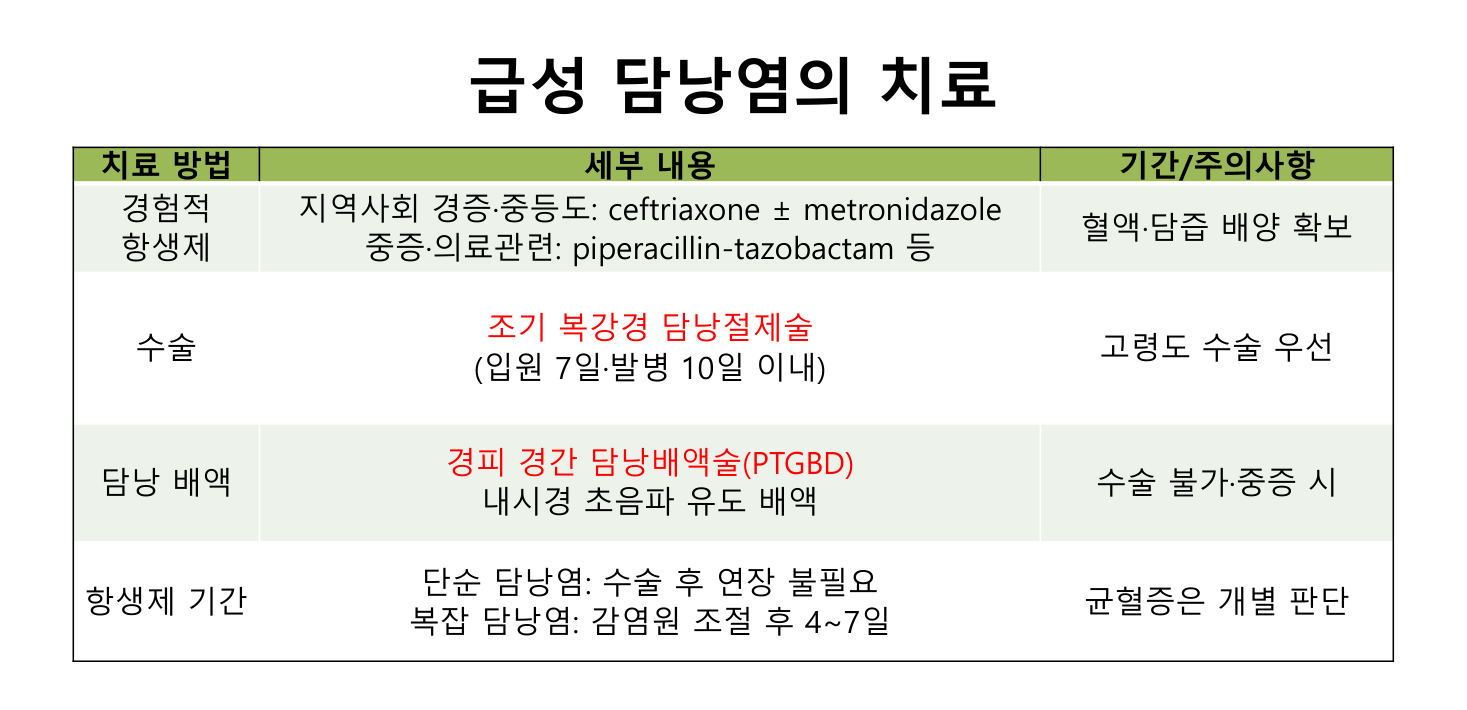 급성 담낭염의 치료
치료 방법
세부 내용
기간/주의사항
경험적
항생제
지역사회 경증·중등도: ceftriaxone ± metronidazole
중증·의료관련: piperacillin-tazobactam 등
혈액·담즙 배양 확보
수술
조기 복강경 담낭절제술
(입원 7일·발병 10일 이내)
고령도 수술 우선
담낭 배액
경피 경간 담낭배액술(PTGBD)
내시경 초음파 유도 배액
수술 불가·중증 시
항생제 기간
단순 담낭염: 수술 후 연장 불필요
복잡 담낭염: 감염원 조절 후 4~7일
균혈증은 개별 판단